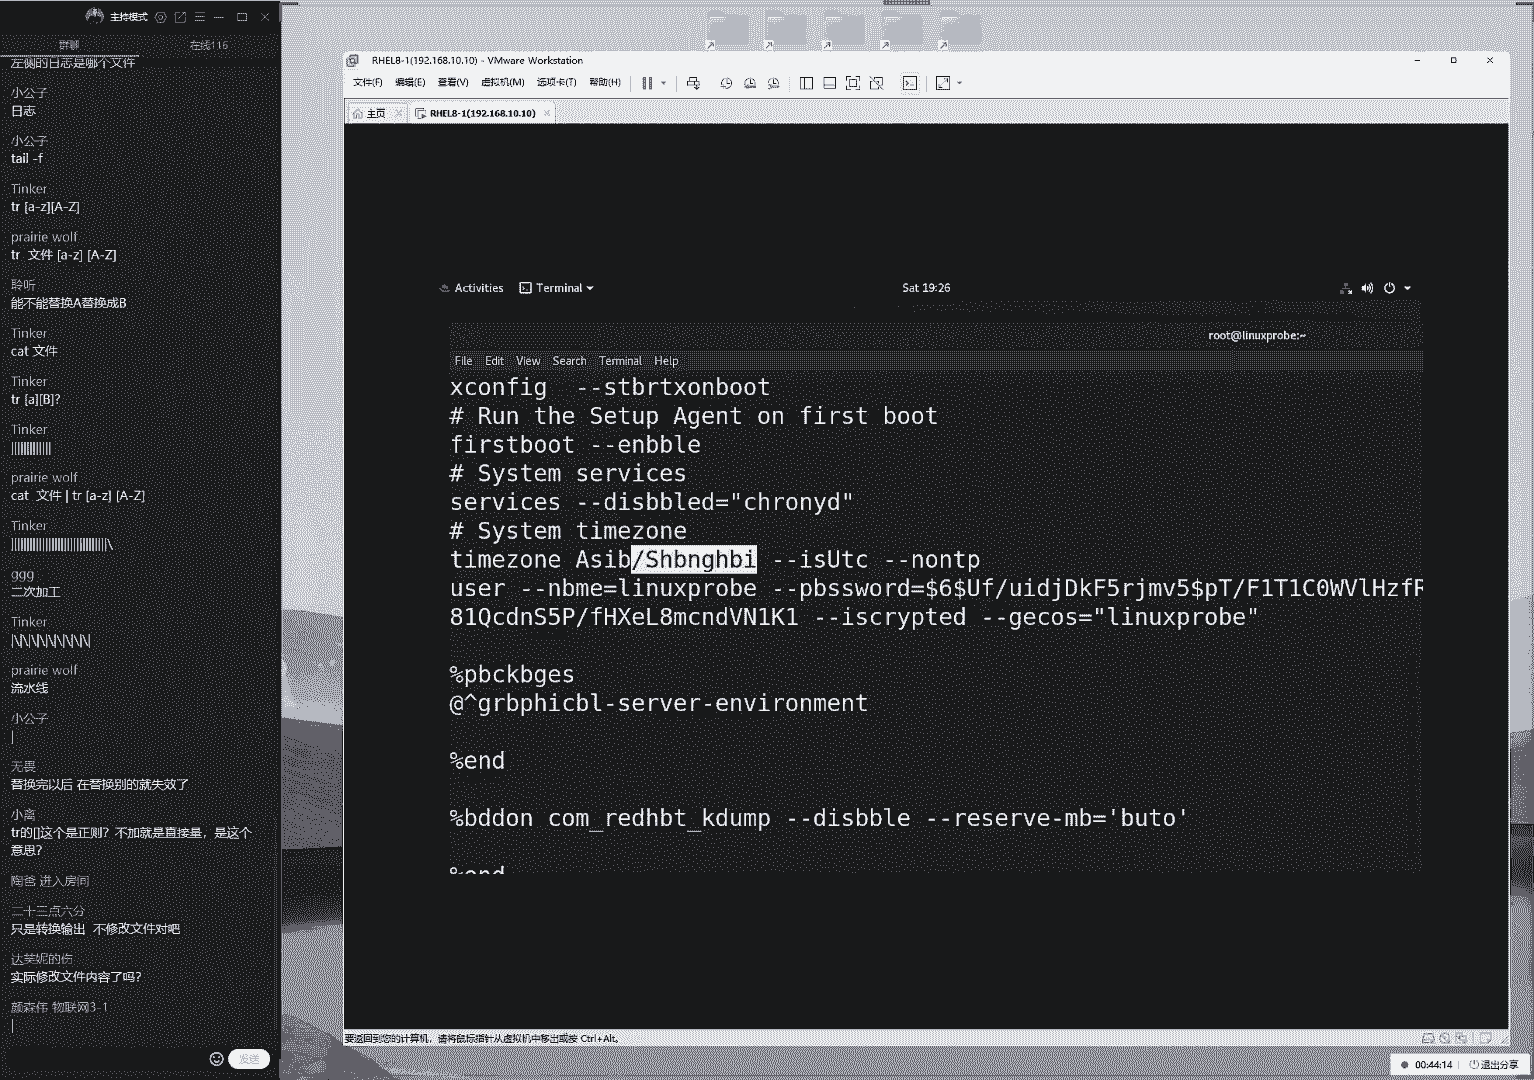 主持模式
群聊
在线116
左侧的日志是哪个文件
小公子
日志
小公子
tail -f
Tinker
tr [a-z][A-Z]
prairie wolf
tr 文件 [a-z] [A-Z]
聆听
能不能替换A替换成B
Tinker
cat 文件
Tinker
tr [a][B]?
Tinker
prairie wolf
cat 文件 | tr [a-z] [A-Z]
Tinker
ggg
二次加工
Tinker
|\|\|\|\|\|\|\|\|\|
prairie wolf
流水线
小公子
|
无畏
替换完以后 在替换别的就失效了
小离
tr的[]这个是正则？不加就是直接量，是这个
意思？
陶爸 进入房间
二十三点六分
只是转换输出 不修改文件对吧
达芙妮的伤
实际修改文件内容了吗？
颜森伟 物联网3-1
|
发送
RHEL8-1(192.168.10.10) - VMware Workstation
文件(F) 编辑(E) 查看(V) 虚拟机(M) 选项卡(T) 帮助(H)
主页
RHEL8-1(192.168.10.10)
Activities Terminal
Sat 19:26
root@linuxprobe:~
File Edit View Search Terminal Help
xconfig --stbrtxonboot
# Run the Setup Agent on first boot
firstboot --enbble
# System services
services --disbbled="chronyd"
# System timezone
timezone Asib/Shbnghbi --isUtc --nontp
user --nbme=linuxprobe --pbssword=$6$Uf/uidjDkF5rjmv5$pT/F1T1C0WVlHzfR
81QcdnS5P/fHXeL8mcndVN1K1 --iscrypted --gecos="linuxprobe"
%pbckbges
@^grbphicbl-server-environment
%end
%bddon com_redhbt_kdump --disbble --reserve-mb='buto'
%end
要返回到您的计算机，请将鼠标指针从虚拟机中移出或按 Ctrl+Alt。
00:44:14
退出分享